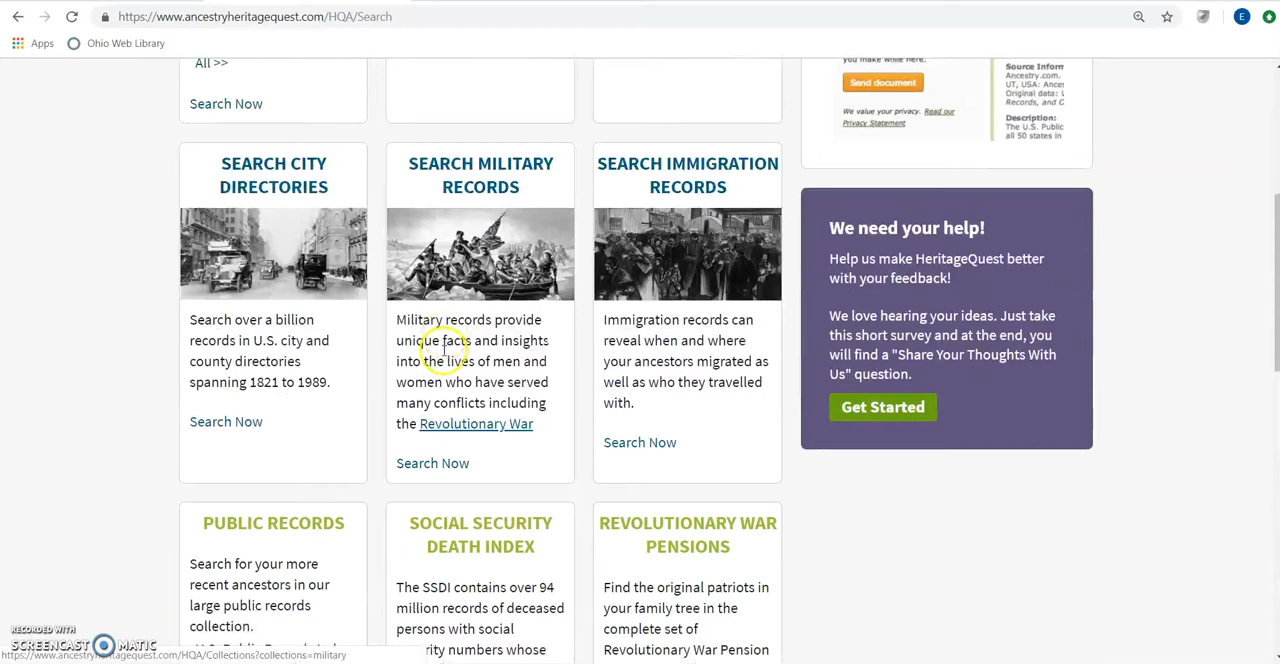 https://www.ancestryheritagequest.com/HQA/Search
E
Apps
Ohio Web Library
All >>
Search Now
you make while here.
Send document
We value your privacy. Read our
Privacy Statement
Source Inform
Ancestry.com.
UT, USA: Ances
Original data: U
Records, and C
Description:
The U.S. Public
all 50 states in
SEARCH CITY
DIRECTORIES
Search over a billion
records in U.S. city and
county directories
spanning 1821 to 1989.
Search Now
SEARCH MILITARY
RECORDS
Military records provide
unique facts and insights
into the lives of men and
women who have served
many conflicts including
the Revolutionary War
Search Now
SEARCH IMMIGRATION
RECORDS
Immigration records can
reveal when and where
your ancestors migrated as
well as who they travelled
with.
Search Now
We need your help!
Help us make HeritageQuest better
with your feedback!
We love hearing your ideas. Just take
this short survey and at the end, you
will find a "Share Your Thoughts With
Us" question.
Get Started
PUBLIC RECORDS
Search for your more
recent ancestors in our
large public records
collection.
SOCIAL SECURITY
DEATH INDEX
The SSDI contains over 94
million records of deceased
persons with social
urity numbers whose
REVOLUTIONARY WAR
PENSIONS
Find the original patriots in
your family tree in the
complete set of
Revolutionary War Pension
RECORDED WITH
SCREENCAST MATIC
https://www.ancestryheritagequest.com/HQA/Collections?collections=military